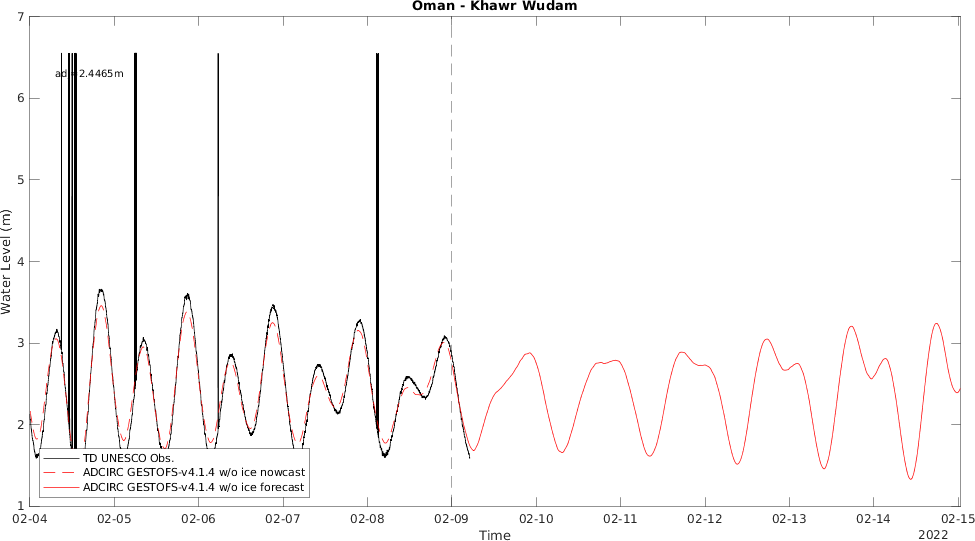 Oman - Khawr Wudam
7
6
5
4
3
2
1
Water Level (m)
adj = 2.4465m
TD UNESCO Obs.
ADCIRC GESTOFS-v4.1.4 w/o ice nowcast
ADCIRC GESTOFS-v4.1.4 w/o ice forecast
02-04
02-05
02-06
02-07
02-08
02-09
02-10
02-11
02-12
02-13
02-14
02-15
Time
2022